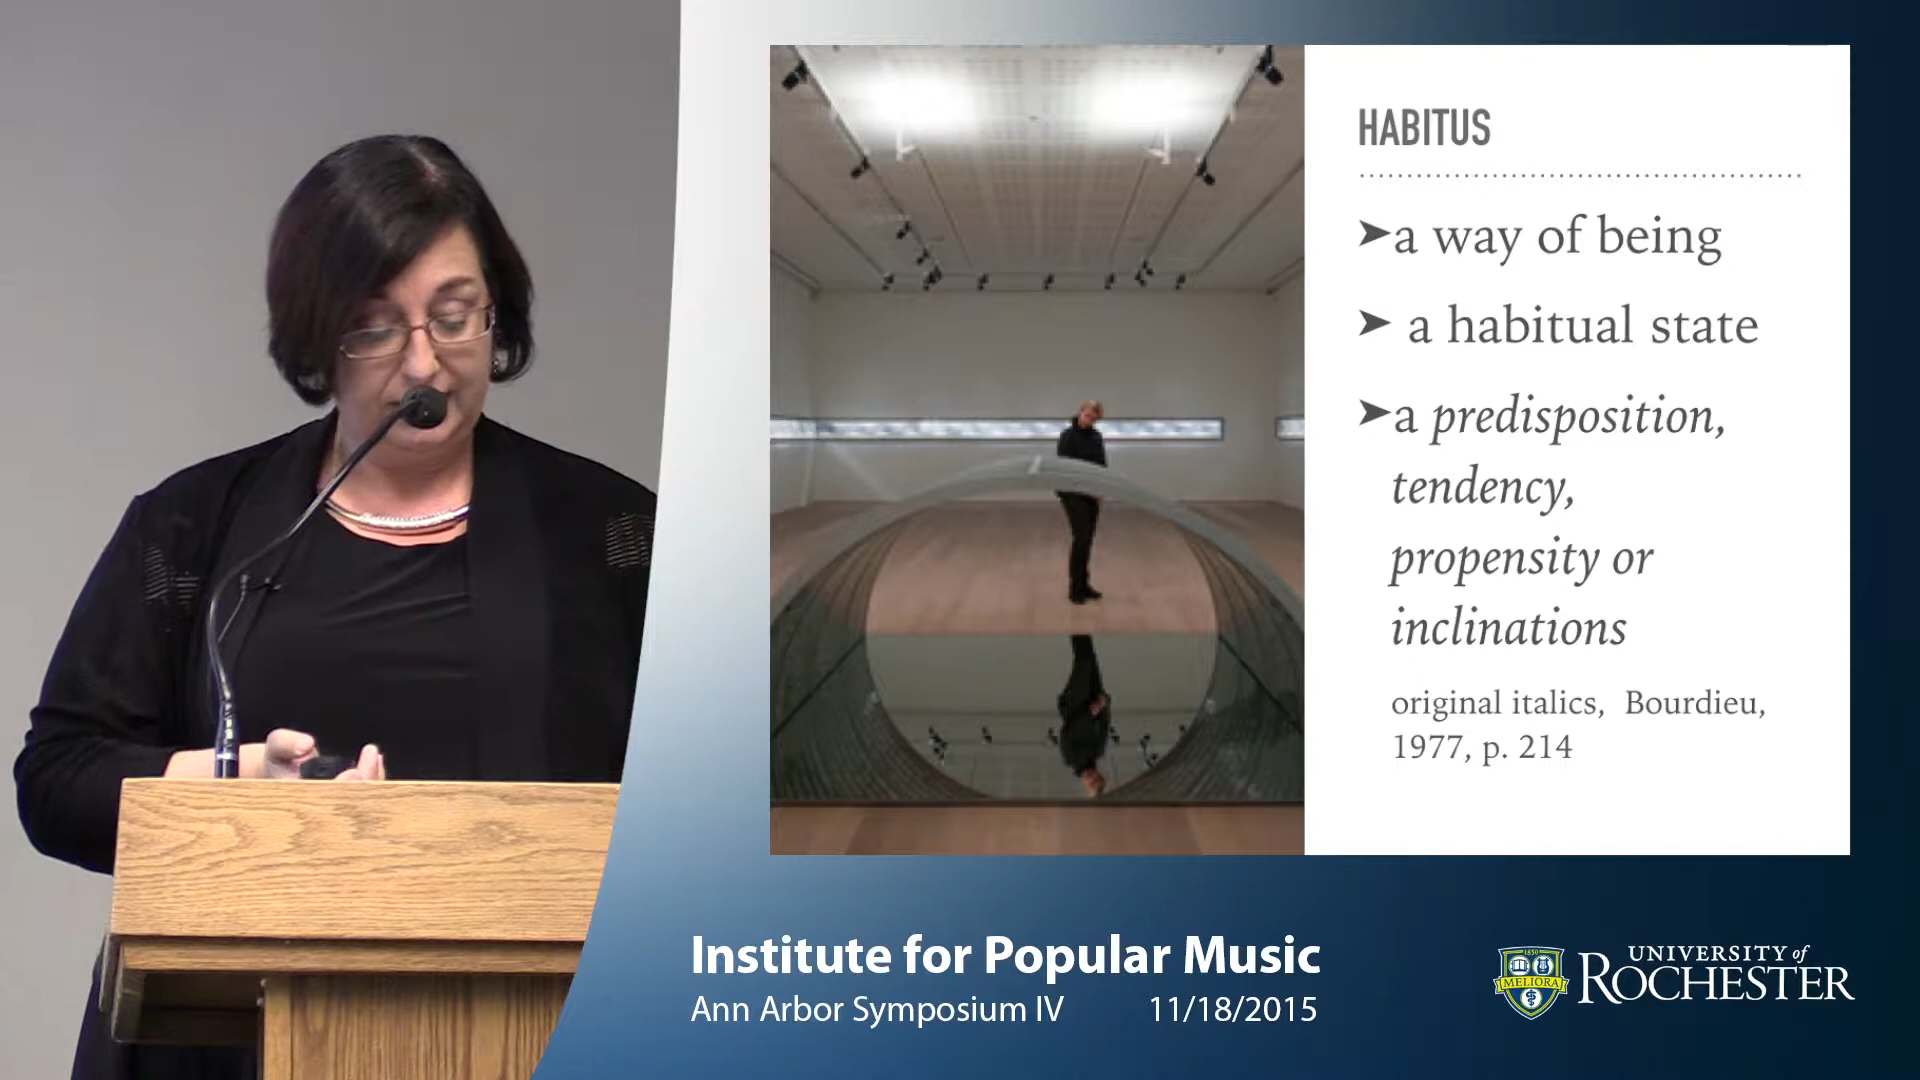 HABITUS
➤a way of being
➤ a habitual state
➤a predisposition,
tendency,
propensity or
inclinations
original italics, Bourdieu,
1977, p. 214
Institute for Popular Music
Ann Arbor Symposium IV 11/18/2015
1850
MELIORA
UNIVERSITY of
ROCHESTER